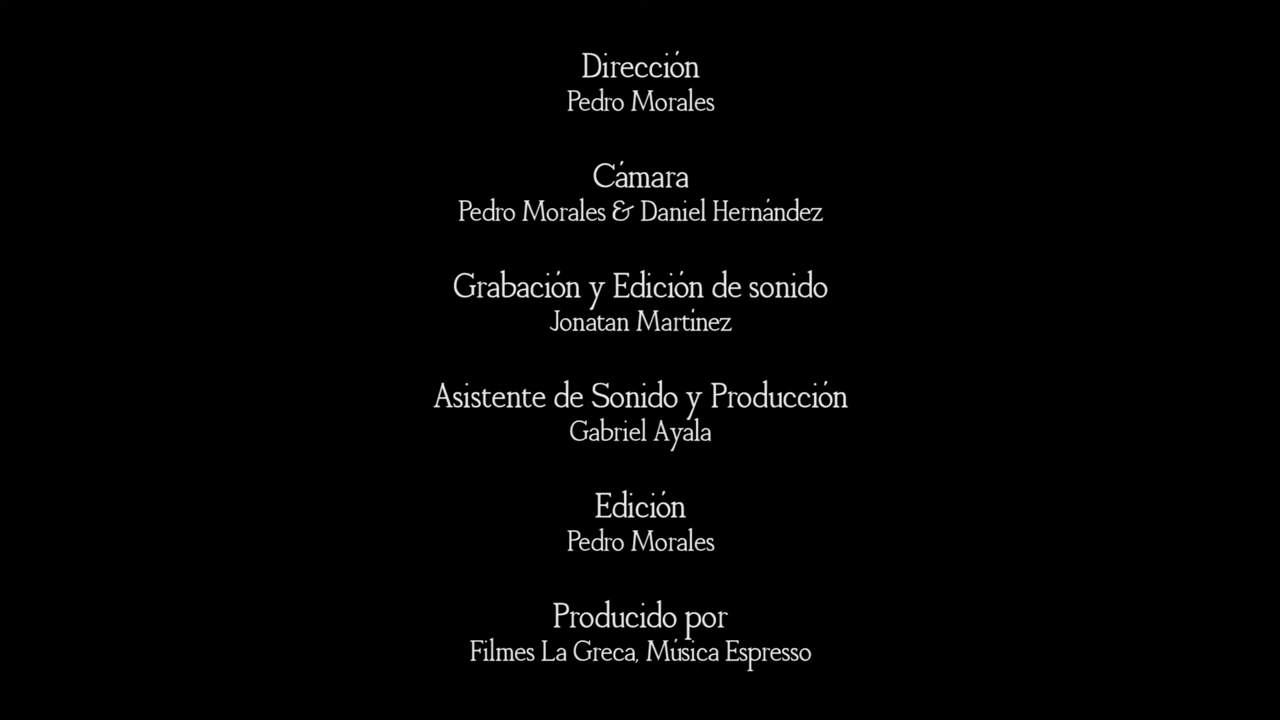 Dirección
Pedro Morales
Cámara
Pedro Morales & Daniel Hernández
Grabación y Edición de sonido
Jonatan Martínez
Asistente de Sonido y Producción
Gabriel Ayala
Edición
Pedro Morales
Producido por
Filmes La Greca, Música Espresso